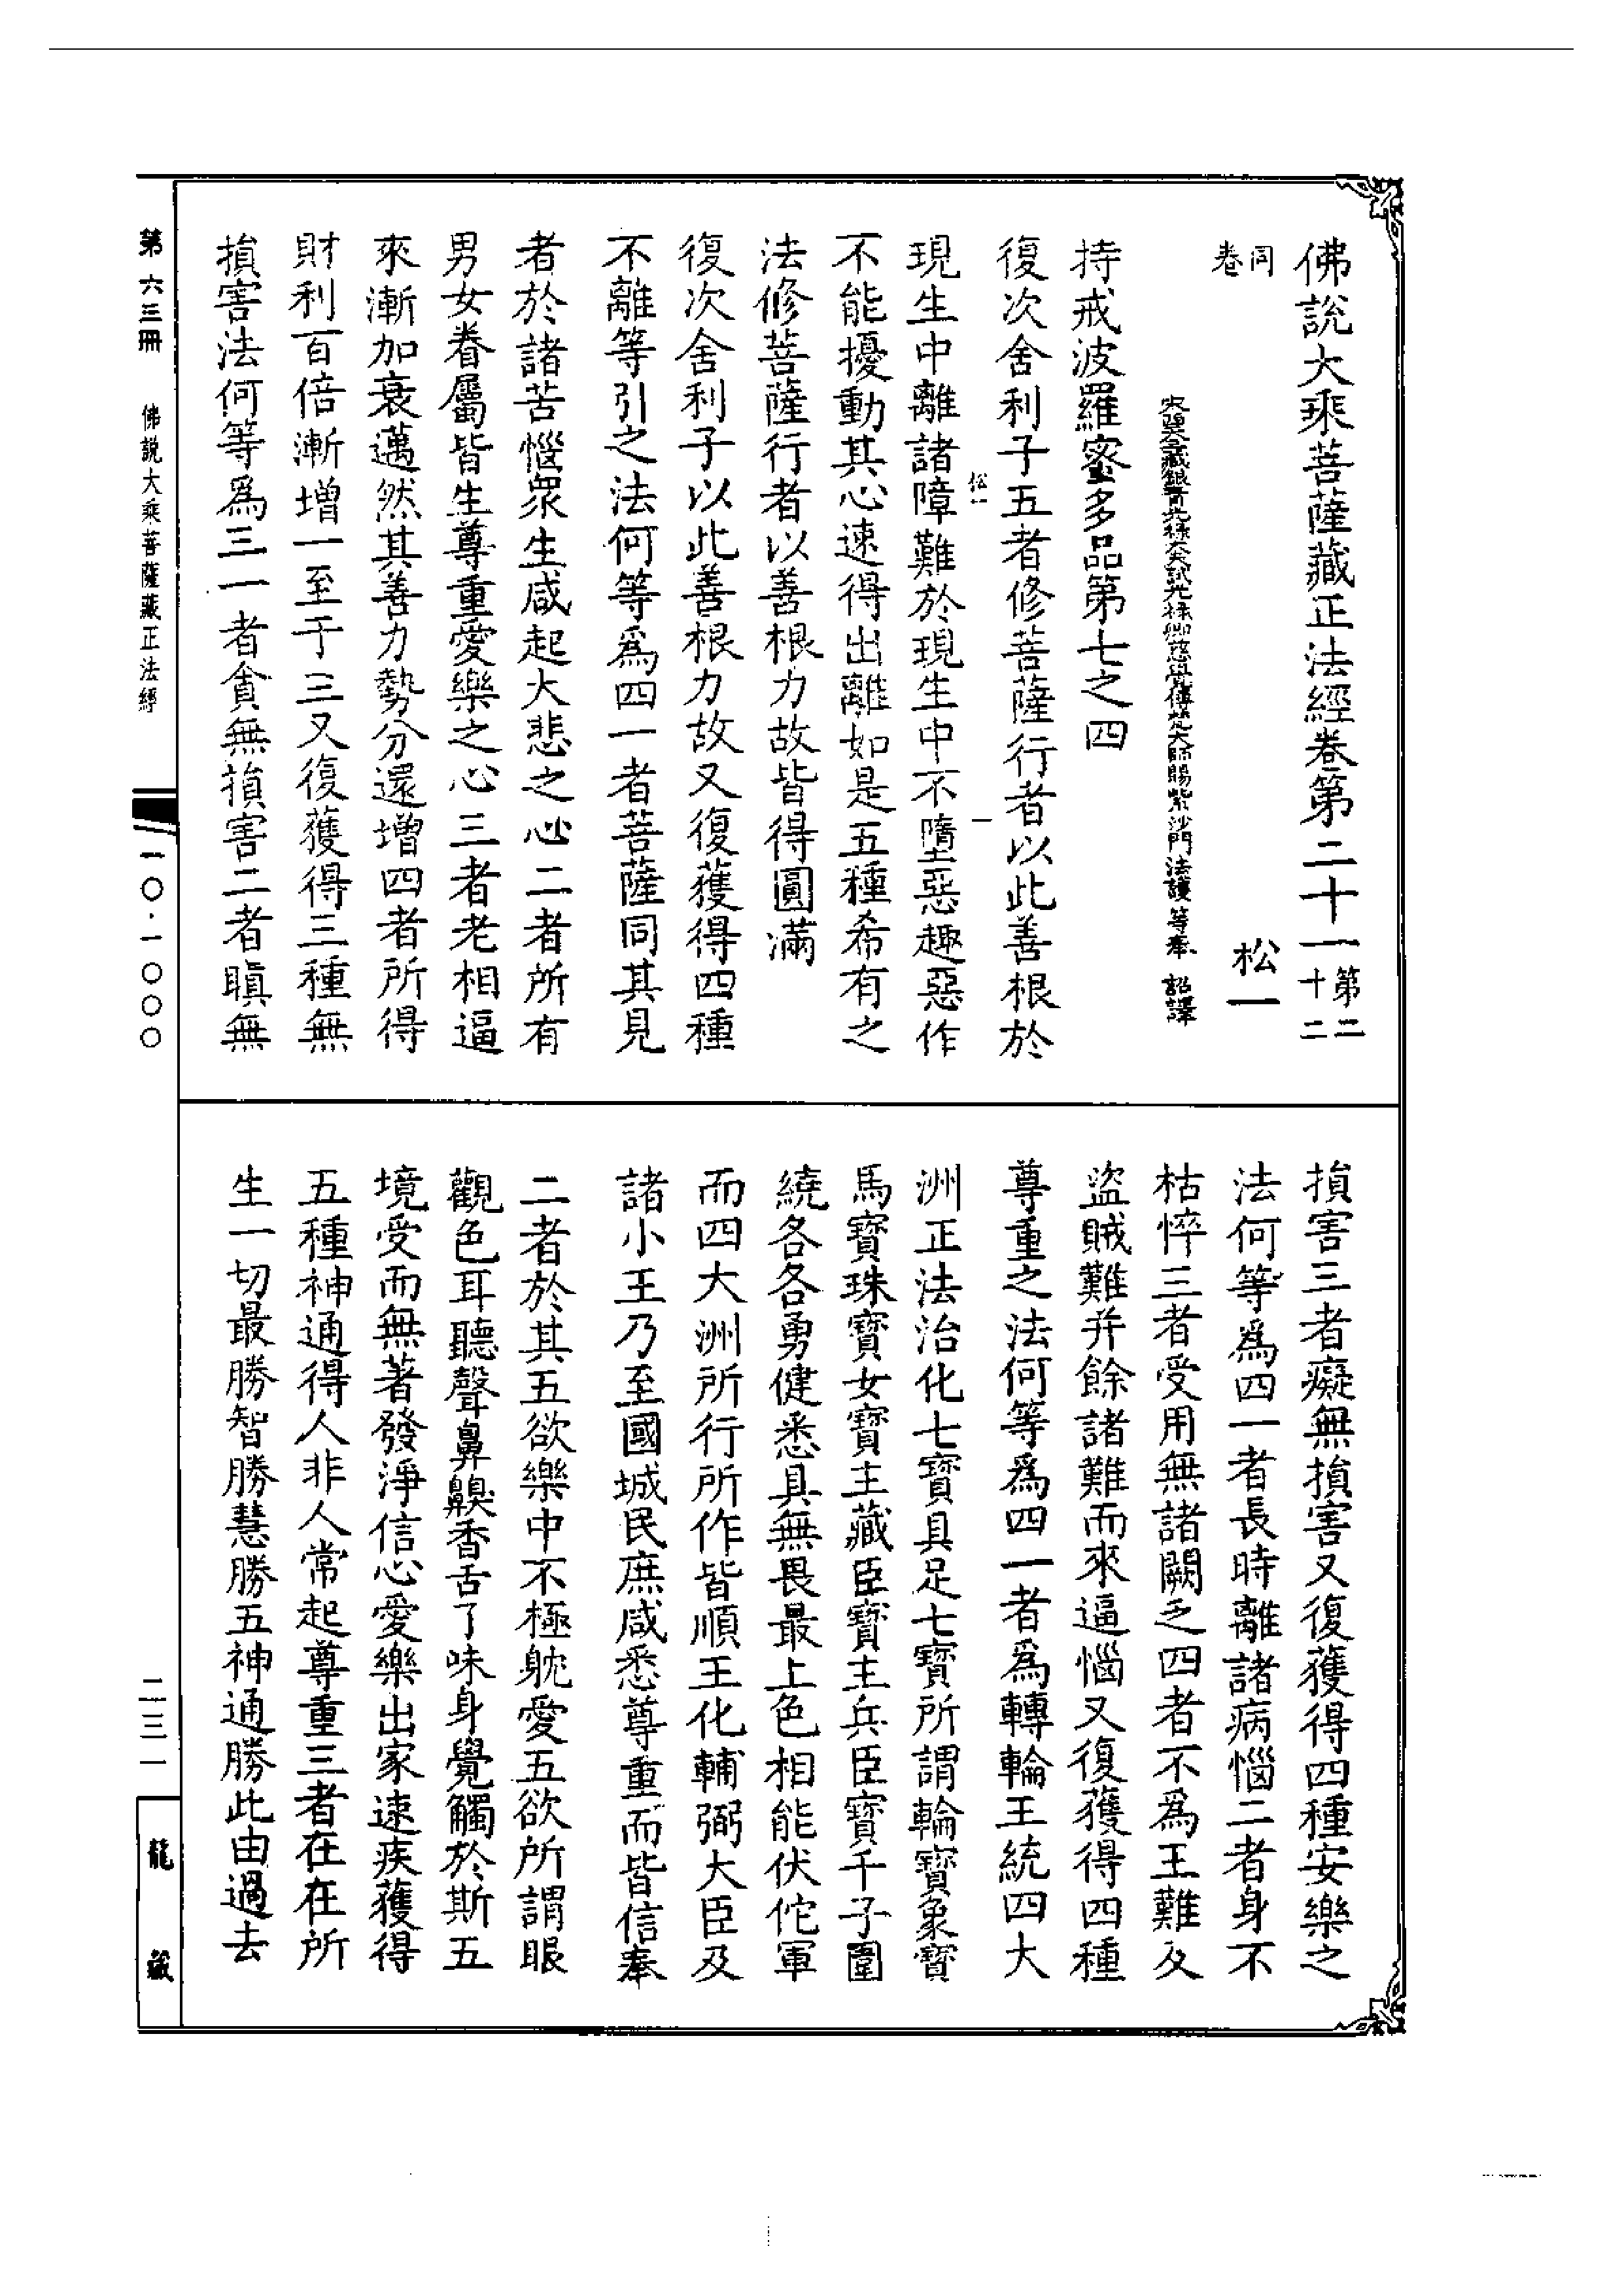 佛說大乘菩薩藏正法經卷第二十一第二十二
同卷
松一
宋翠金藏銀青光祿大夫試光祿卿慈覺傳梵大師賜紫沙門法護等奉 詔譯
持戒波羅蜜多品第七之四
復次舍利子五者修菩薩行者以此善根於
松一 一
現生中離諸障難於現生中不墮惡趣惡作
不能擾動其心速得出離如是五種希有之
法修菩薩行者以善根力故皆得圓滿
復次舍利子以此善根力故又復獲得四種
不離等引之法何等爲四一者菩薩同其見
者於諸苦惱眾生咸起大悲之心二者所有
男女眷屬皆生尊重愛樂之心三者老相逼
來漸加衰邁然其善力勢分還增四者所得
財利百倍漸增一至于三又復獲得三種無
損害法何等爲三一者貪無損害二者瞋無
損害三者癡無損害又復獲得四種安樂之
法何等爲四一者長時離諸病惱二者身不
枯悴三者受用無諸闕乏四者不爲王難及
盜賊難并餘諸難而來逼惱又復獲得四種
尊重之法何等爲四一者爲轉輪王統四大
洲正法治化七寶具足七寶所謂輪寶象寶
馬寶珠寶女寶主藏臣寶主兵臣寶千子圍
繞各各勇健悉具無畏最上色相能伏佗軍
而四大洲所行所作皆順王化輔弼大臣及
諸小王乃至國城民庶咸悉尊重而皆信奉
二者於其五欲樂中不極躭愛五欲所謂眼
觀色耳聽聲鼻齅香舌了味身覺觸於斯五
境受而無著發淨信心愛樂出家速疾獲得
五種神通得人非人常起尊重三者在在所
生一切最勝智勝慧勝五神通勝此由過去
第六三冊 佛說大乘菩薩藏正法經
一〇·一〇〇〇
二三一
龍藏